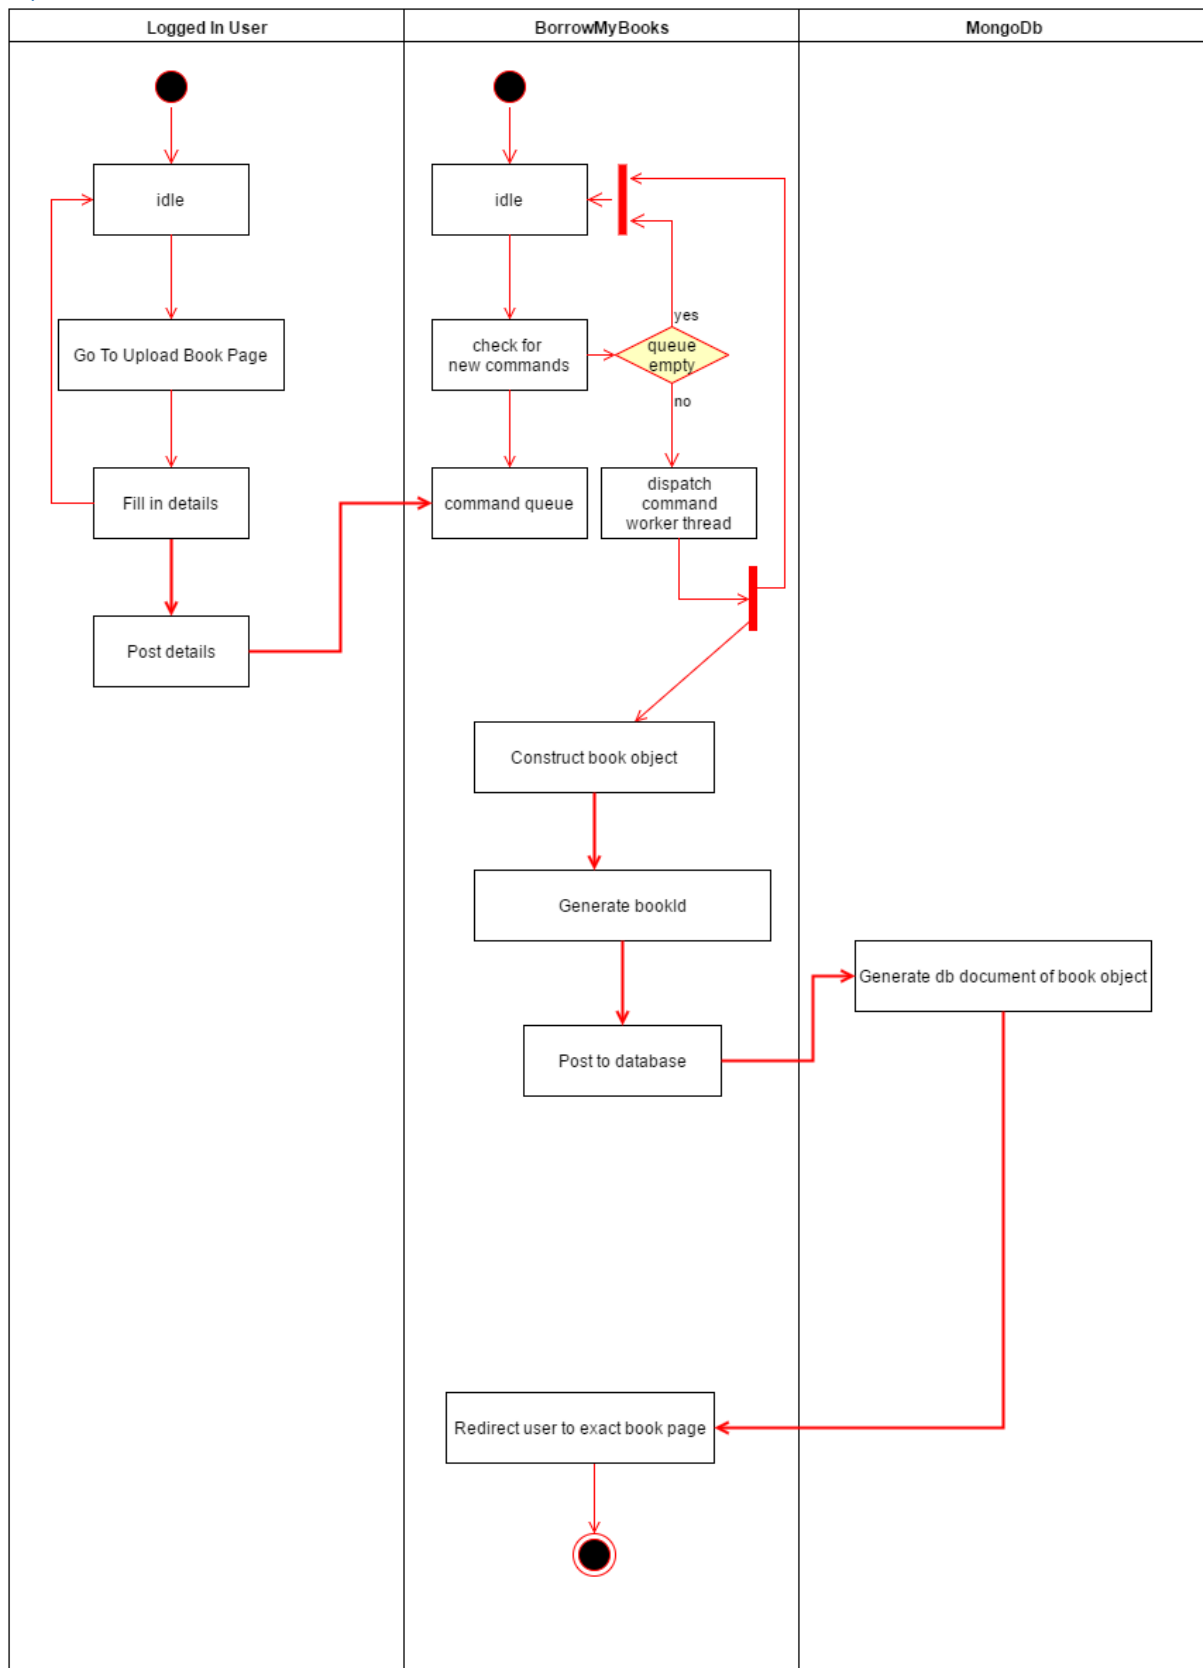 Logged In User
BorrowMyBooks
MongoDb
idle
idle
yes
Go To Upload Book Page
check for
new commands
queue
empty
no
Fill in details
command queue
dispatch
command
worker thread
Post details
Construct book object
Generate bookId
Generate db document of book object
Post to database
Redirect user to exact book page